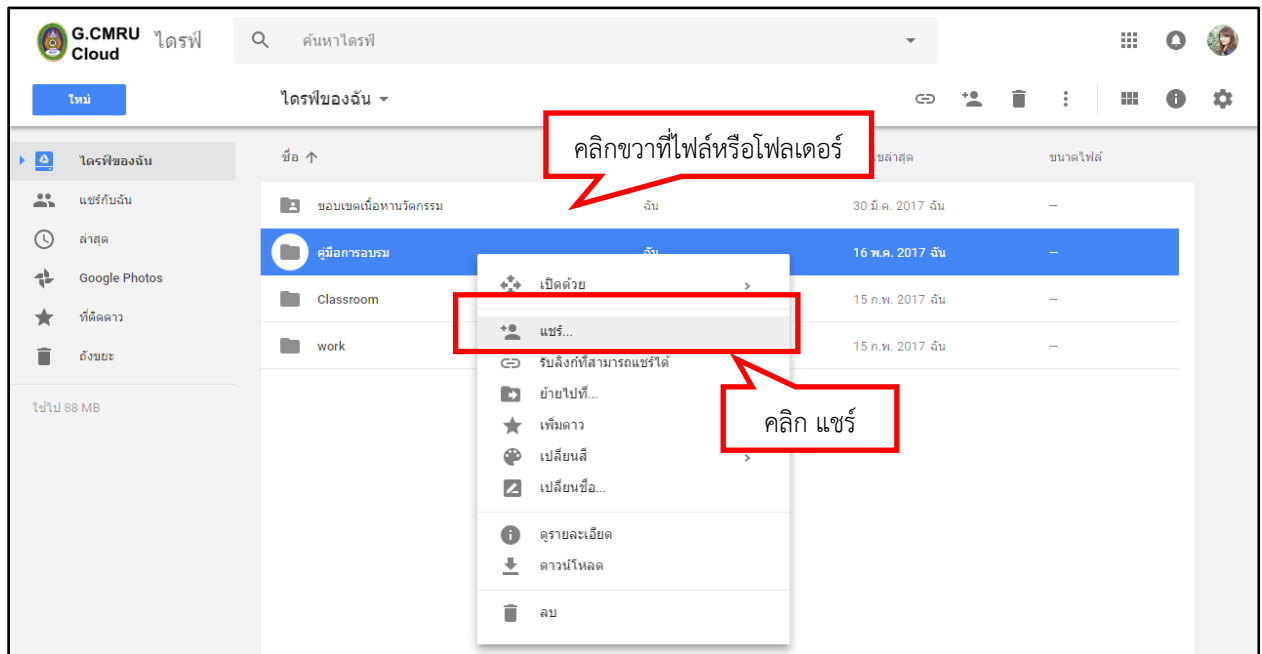 G.CMRU
Cloud
ไดรฟ์
ค้นหาไดรฟ์
ใหม่
ไดรฟ์ของฉัน
คลิกขวาที่ไฟล์หรือโฟลเดอร์
ไดรฟ์ของฉัน
แชร์กับฉัน
ล่าสุด
Google Photos
ที่ติดดาว
ถังขยะ
ใช้ไป 88 MB
ชื่อ ขนาดไฟล์
ขอบเขตเนื้อหานวัตกรรม ฉัน 30 มี.ค. 2017 ฉัน –
คู่มือการอบรม ฉัน 16 พ.ค. 2017 ฉัน –
Classroom 15 ก.พ. 2017 ฉัน –
work 15 ก.พ. 2017 ฉัน –
เปิดด้วย
แชร์...
รับลิงก์ที่สามารถแชร์ได้
ย้ายไปที่...
เพิ่มดาว
เปลี่ยนสี
เปลี่ยนชื่อ...
ดูรายละเอียด
ดาวน์โหลด
ลบ
คลิก แชร์